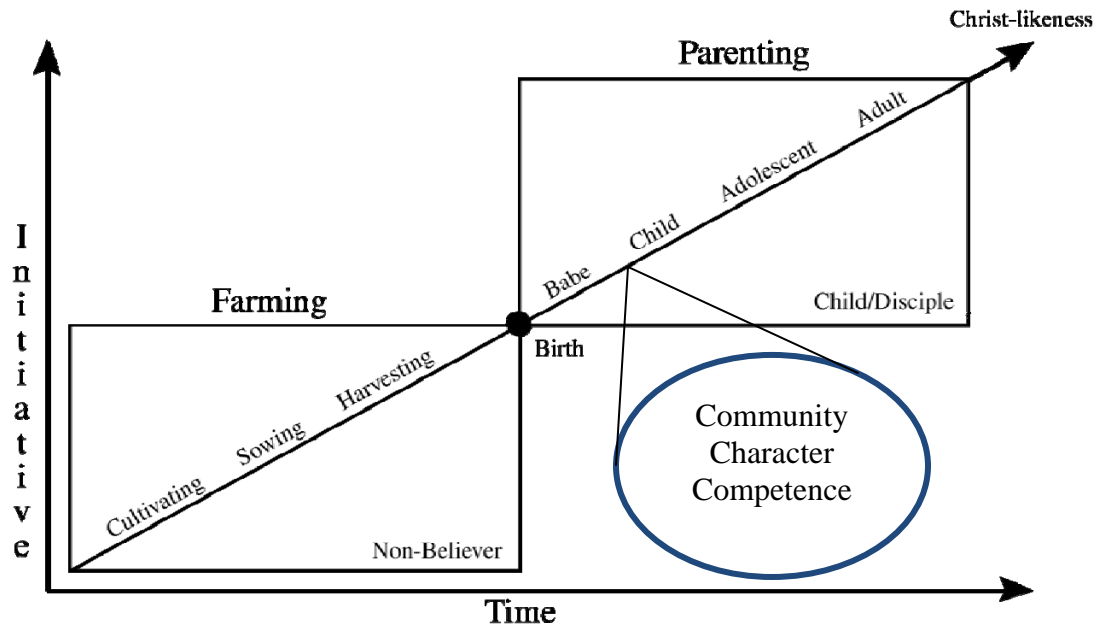 Christ-likeness
Parenting
Adult
Adolescent
Child
Babe
Child/Disciple
Farming
Birth
Harvesting
Sowing
Cultivating
Non-Believer
Community
Character
Competence
Initiative
Time